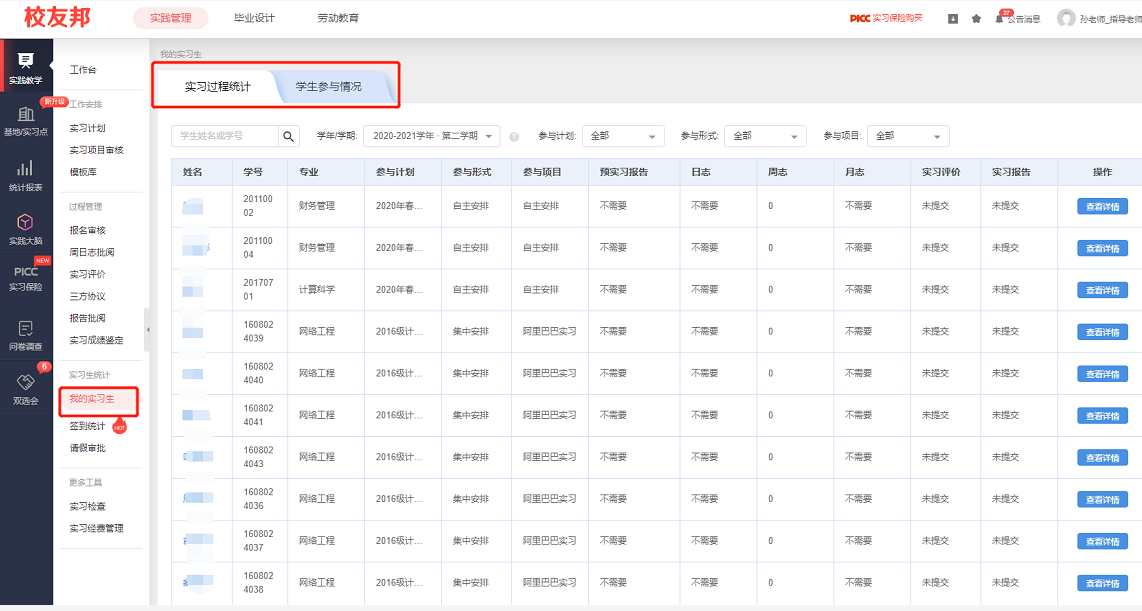 校友邦
实践管理
毕业设计
劳动教育
PICC 实习保险购买
27
公告消息
孙老师_指导老师
实践教学
新升级
基地/实习点
统计报表
实践大脑
NEW
PICC
实习保险
问卷调查
6
双选会
工作台
工作安排
实习计划
实习项目审核
模板库
过程管理
报名审核
周日志批阅
实习评价
三方协议
报告批阅
实习成绩鉴定
实习生统计
我的实习生
签到统计
HOT
请假审批
更多工具
实习检查
实习经费管理
我的实习生
实习过程统计
学生参与情况
学生姓名或学号
学年/学期:
2020-2021学年 · 第二学期
参与计划:
全部
参与形式:
全部
参与项目:
全部
姓名 学号 专业 参与计划 参与形式 参与项目 预实习报告 日志 周志 月志 实习评价 实习报告 操作
20110002 财务管理 2020年春... 自主安排 自主安排 不需要 不需要 0 不需要 未提交 未提交 查看详情
20110004 财务管理 2020年春... 自主安排 自主安排 不需要 不需要 0 不需要 未提交 未提交 查看详情
20170701 计算科学 2020年春... 自主安排 自主安排 不需要 不需要 0 不需要 未提交 未提交 查看详情
1608024039 网络工程 2016级计... 集中安排 阿里巴巴实习 不需要 不需要 0 不需要 未提交 未提交 查看详情
1608024040 网络工程 2016级计... 集中安排 阿里巴巴实习 不需要 不需要 0 不需要 未提交 未提交 查看详情
1608024041 网络工程 2016级计... 集中安排 阿里巴巴实习 不需要 不需要 0 不需要 未提交 未提交 查看详情
1608024043 网络工程 2016级计... 集中安排 阿里巴巴实习 不需要 不需要 0 不需要 未提交 未提交 查看详情
1608024036 网络工程 2016级计... 集中安排 阿里巴巴实习 不需要 不需要 0 不需要 未提交 未提交 查看详情
1608024037 网络工程 2016级计... 集中安排 阿里巴巴实习 不需要 不需要 0 不需要 未提交 未提交 查看详情
1608024038 网络工程 2016级计... 集中安排 阿里巴巴实习 不需要 不需要 0 不需要 未提交 未提交 查看详情